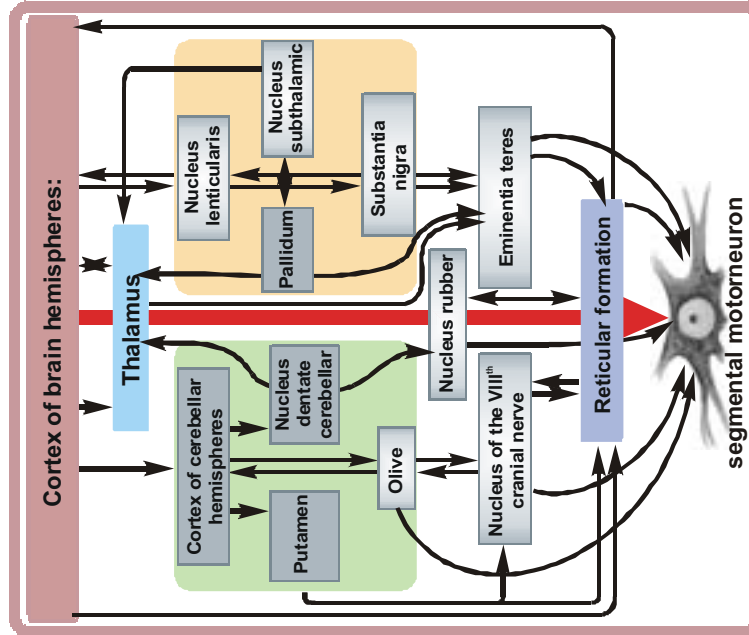 Cortex of brain hemispheres:
Thalamus
Cortex of cerebellar
hemispheres
Putamen
Nucleus
dentate
cerebellar
Olive
Nucleus
lenticularis
Nucleus
subthalamic
Pallidum
Substantia
nigra
Nucleus rubber
Nucleus of the VIIIth
cranial nerve
Eminentia teres
Reticular formation
segmental motorneuron